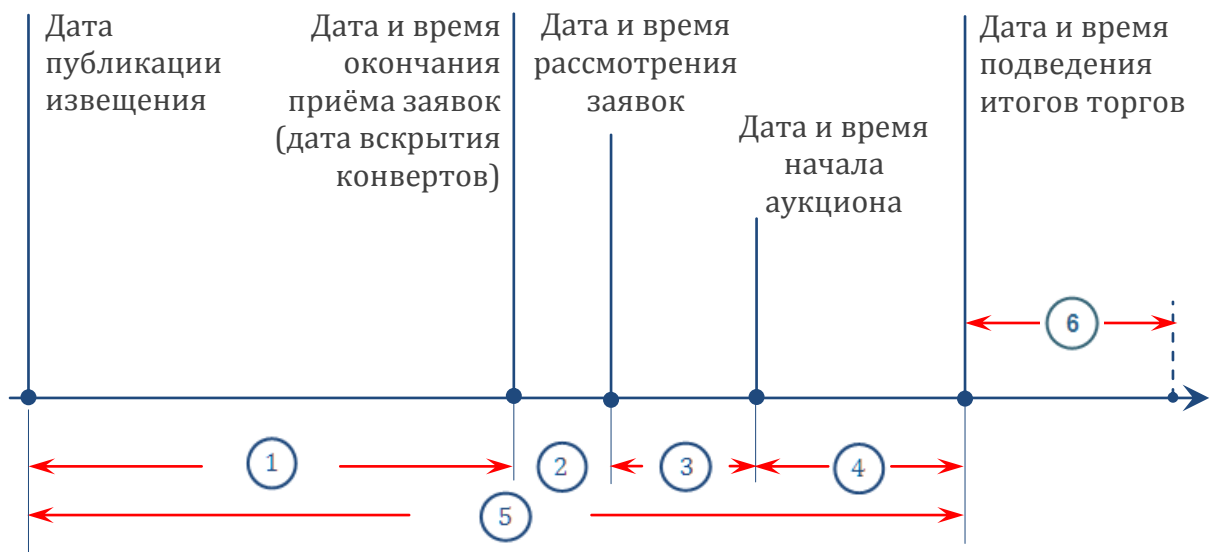 Дата
публикации
извещения
Дата и время
окончания
приёма заявок
(дата вскрытия
конвертов)
Дата и время
рассмотрения
заявок
Дата и время
начала
аукциона
Дата и время
подведения
итогов торгов
6
1
2
3
4
5